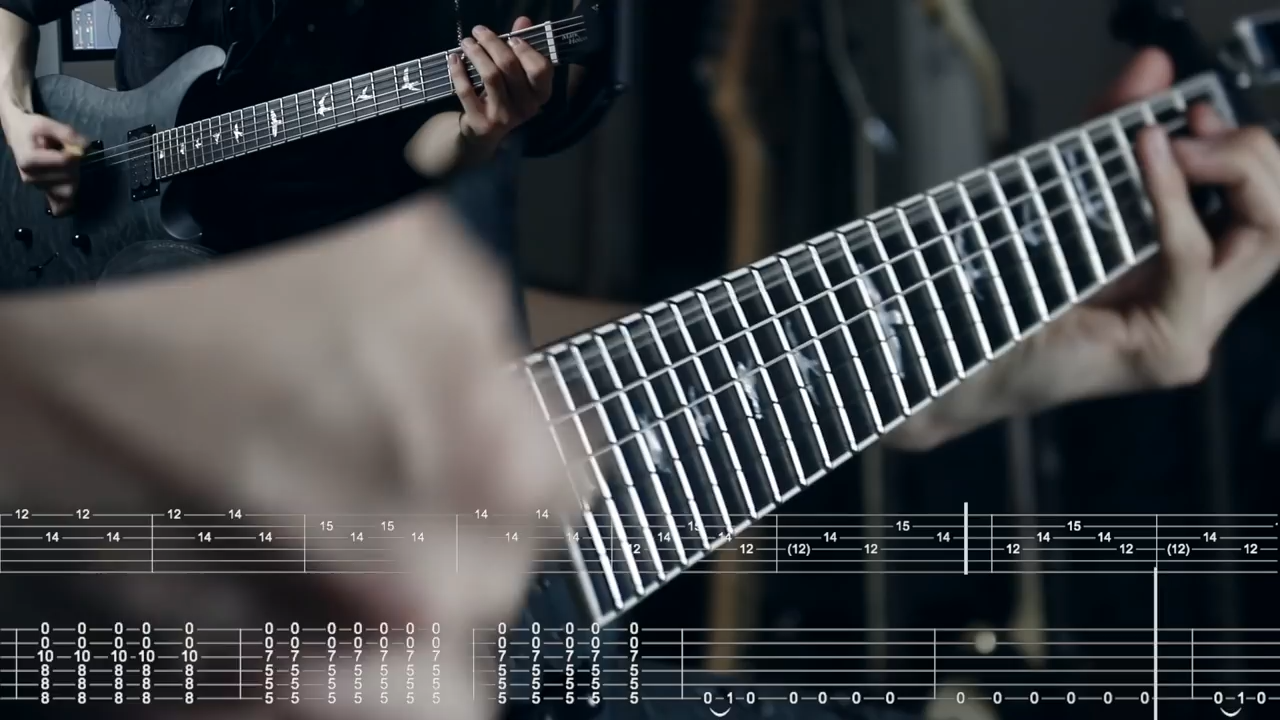 12 12 12 14 14 14
15 15 15 15 15
14 14 14 14 14 14 14 14 14 14 14 14 14 14
12 12 (12) 12 12 12 (12) 12
0 0 0 0 0 0 0 0 0 0 0 0 0 0 0 0 0
0 0 0 0 0 0 0 0 0 0 0 0 0 0 0 0 0
10 10 10 10 10 7 7 7 7 7 7 7 7 7 7 7 7
8 8 8 8 8 5 5 5 5 5 5 5 5 5 5 5 5
8 8 8 8 8 5 5 5 5 5 5 5 5 5 5 5 5
8 8 8 8 8 5 5 5 5 5 5 5 5 5 5 5 5 0 1 0 0 0 0 0 0 0 0 0 0 0 0 1 0